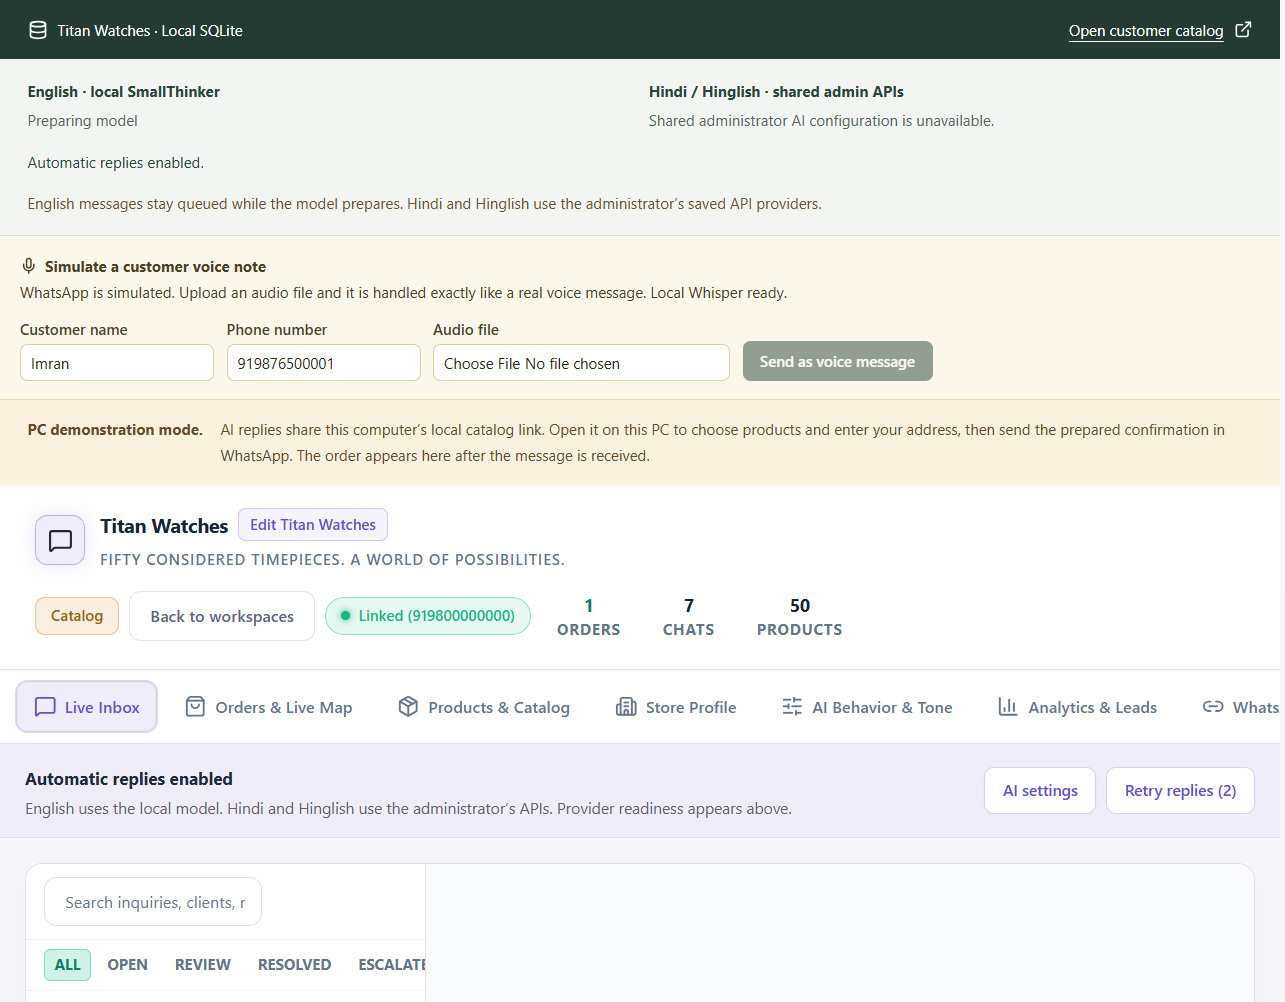 Titan Watches · Local SQLite
Open customer catalog
English · local SmallThinker
Preparing model
Hindi / Hinglish · shared admin APIs
Shared administrator AI configuration is unavailable.
Automatic replies enabled.
English messages stay queued while the model prepares. Hindi and Hinglish use the administrator’s saved API providers.
Simulate a customer voice note
WhatsApp is simulated. Upload an audio file and it is handled exactly like a real voice message. Local Whisper ready.
Customer name
Phone number
Audio file
Imran
919876500001
Choose File No file chosen
Send as voice message
PC demonstration mode.
AI replies share this computer’s local catalog link. Open it on this PC to choose products and enter your address, then send the prepared confirmation in
WhatsApp. The order appears here after the message is received.
Titan Watches
Edit Titan Watches
FIFTY CONSIDERED TIMEPIECES. A WORLD OF POSSIBILITIES.
Catalog
Back to workspaces
Linked (919800000000)
1
ORDERS
7
CHATS
50
PRODUCTS
Live Inbox
Orders & Live Map
Products & Catalog
Store Profile
AI Behavior & Tone
Analytics & Leads
Whats
Automatic replies enabled
English uses the local model. Hindi and Hinglish use the administrator’s APIs. Provider readiness appears above.
AI settings
Retry replies (2)
Search inquiries, clients, r
ALL
OPEN
REVIEW
RESOLVED
ESCALATE